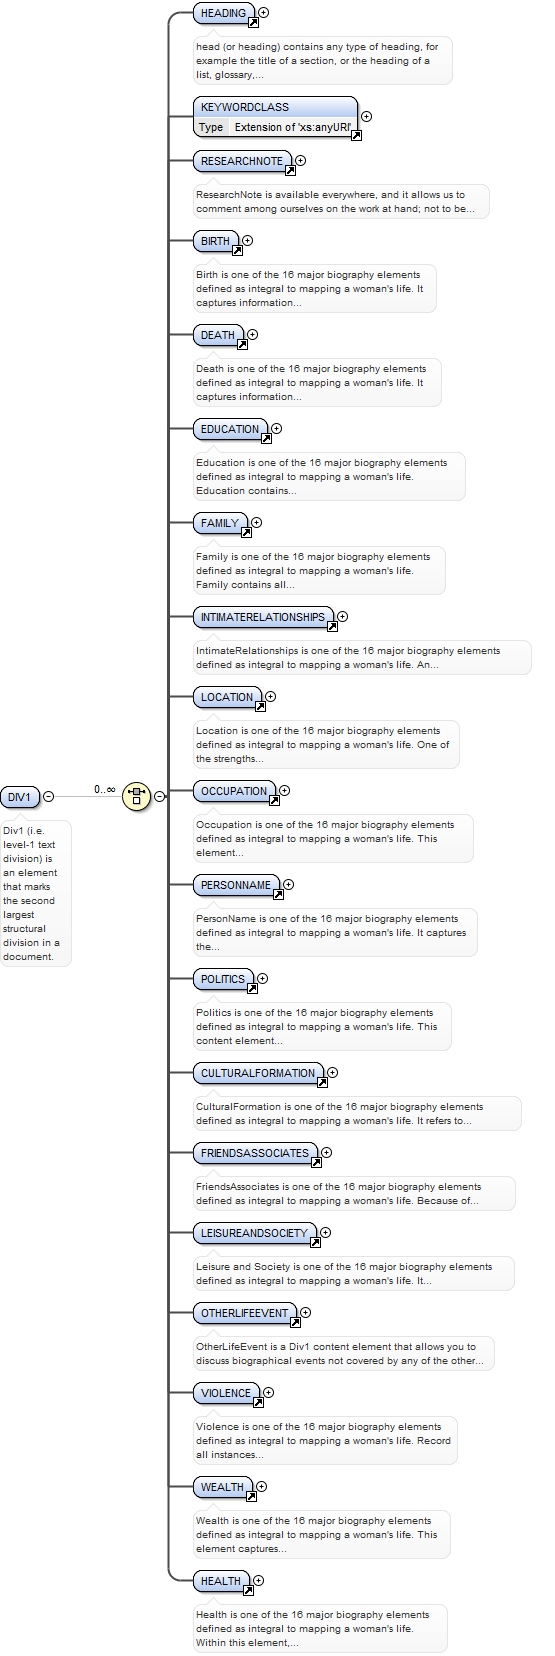 HEADING
head (or heading) contains any type of heading, for
example the title of a section, or the heading of a
list, glossary,...
KEYWORDCLASS
Type Extension of 'xs:anyURI'
RESEARCHNOTE
ResearchNote is available everywhere, and it allows us to
comment among ourselves on the work at hand; not to be...
BIRTH
Birth is one of the 16 major biography elements
defined as integral to mapping a woman's life. It
captures information...
DEATH
Death is one of the 16 major biography elements
defined as integral to mapping a woman's life. It
captures information...
EDUCATION
Education is one of the 16 major biography elements
defined as integral to mapping a woman's life.
Education contains...
FAMILY
Family is one of the 16 major biography elements
defined as integral to mapping a woman's life.
Family contains all...
INTIMATERELATIONSHIPS
IntimateRelationships is one of the 16 major biography elements
defined as integral to mapping a woman's life. An...
LOCATION
Location is one of the 16 major biography elements
defined as integral to mapping a woman's life. One of
the strengths...
DIV1
0..∞
Div1 (i.e.
level-1 text
division) is
an element
that marks
the second
largest
structural
division in a
document.
OCCUPATION
Occupation is one of the 16 major biography elements
defined as integral to mapping a woman's life. This
element...
PERSONNAME
PersonName is one of the 16 major biography elements
defined as integral to mapping a woman's life. It captures
the...
POLITICS
Politics is one of the 16 major biography elements
defined as integral to mapping a woman's life. This
content element...
CULTURALFORMATION
CulturalFormation is one of the 16 major biography elements
defined as integral to mapping a woman's life. It refers to...
FRIENDSASSOCIATES
FriendsAssociates is one of the 16 major biography elements
defined as integral to mapping a woman's life. Because of...
LEISUREANDSOCIETY
Leisure and Society is one of the 16 major biography elements
defined as integral to mapping a woman's life. It...
OTHERLIFEEVENT
OtherLifeEvent is a Div1 content element that allows you to
discuss biographical events not covered by any of the other...
VIOLENCE
Violence is one of the 16 major biography elements
defined as integral to mapping a woman's life. Record
all instances...
WEALTH
Wealth is one of the 16 major biography elements
defined as integral to mapping a woman's life. This
element captures...
HEALTH
Health is one of the 16 major biography elements
defined as integral to mapping a woman's life.
Within this element,...